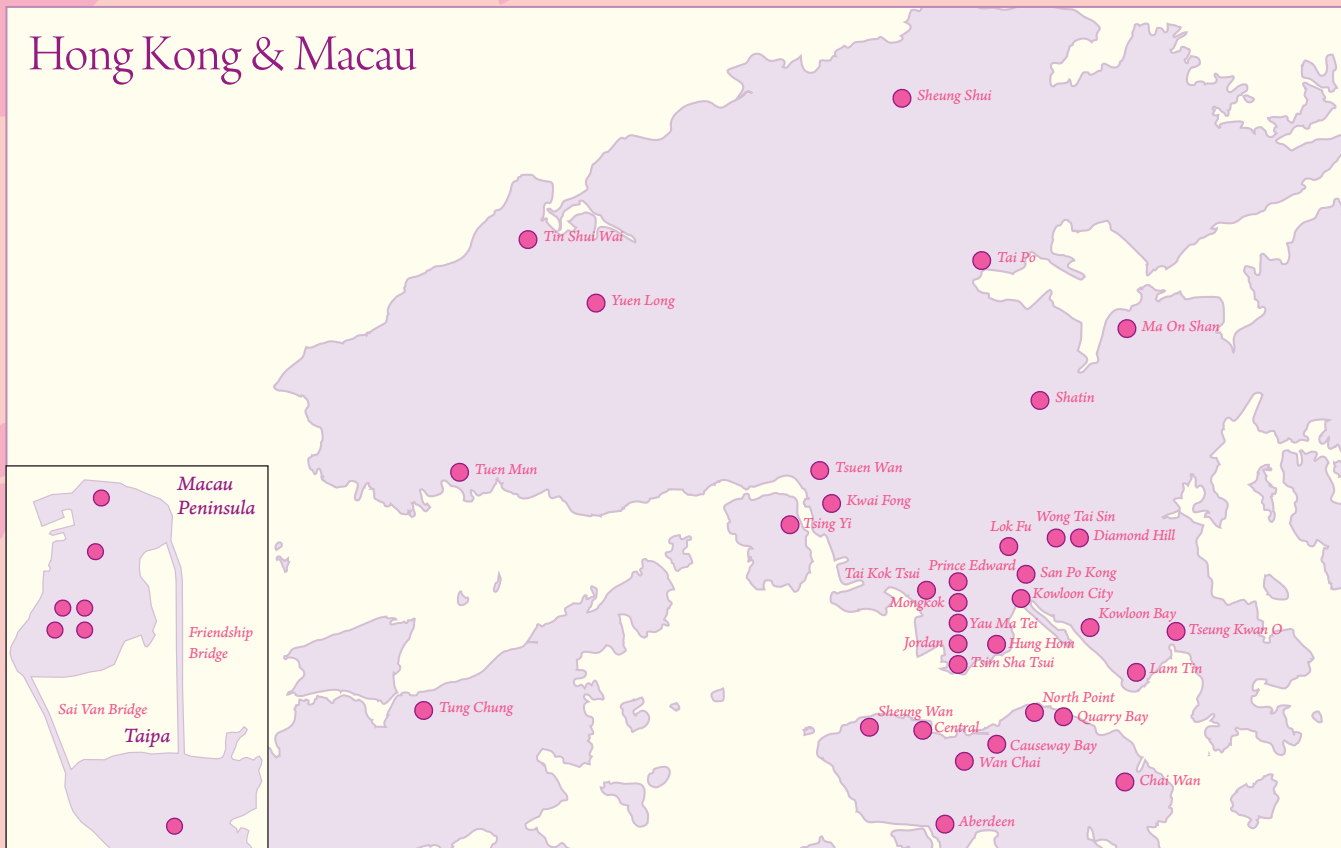 Hong Kong & Macau
Sheung Shui
Tin Shui Wai
Tai Po
Yuen Long
Ma On Shan
Shatin
Tuen Mun
Tsuen Wan
Kwai Fong
Tsing Yi
Wong Tai Sin
Lok Fu
Diamond Hill
Prince Edward
Tai Kok Tsui
San Po Kong
Kowloon City
Mongkok
Kowloon Bay
Yau Ma Tei
Tseung Kwan O
Jordan
Hung Hom
Tsim Sha Tsui
Lam Tin
North Point
Tung Chung
Sheung Wan
Quarry Bay
Central
Causeway Bay
Wan Chai
Chai Wan
Aberdeen
Macau
Peninsula
Friendship
Bridge
Sai Van Bridge
Taipa